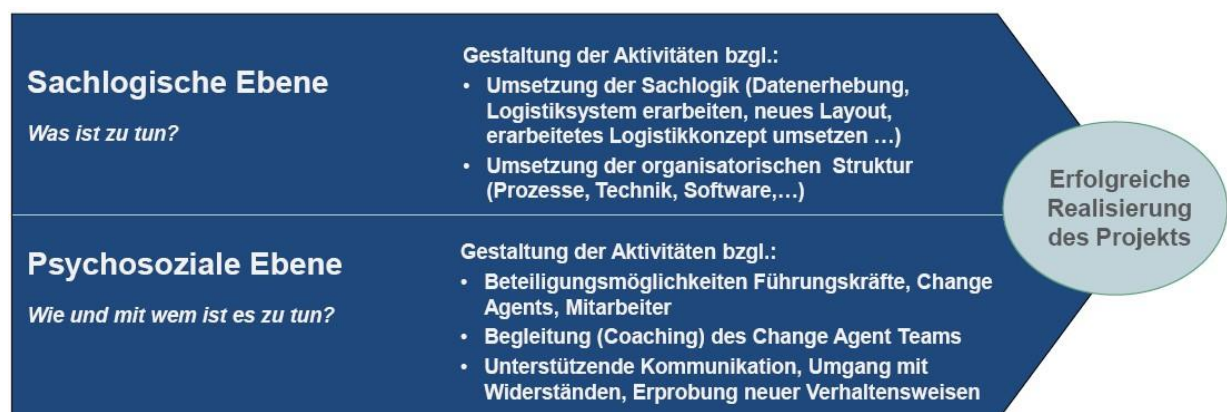 Sachlogische Ebene
Was ist zu tun?
Gestaltung der Aktivitäten bzgl.:
• Umsetzung der Sachlogik (Datenerhebung,
Logistiksystem erarbeiten, neues Layout,
erarbeitetes Logistikkonzept umsetzen …)
• Umsetzung der organisatorischen Struktur
(Prozesse, Technik, Software,…)
Psychosoziale Ebene
Wie und mit wem ist es zu tun?
Gestaltung der Aktivitäten bzgl.:
• Beteiligungsmöglichkeiten Führungskräfte, Change
Agents, Mitarbeiter
• Begleitung (Coaching) des Change Agent Teams
• Unterstützende Kommunikation, Umgang mit
Widerständen, Erprobung neuer Verhaltensweisen
Erfolgreiche
Realisierung
des Projekts